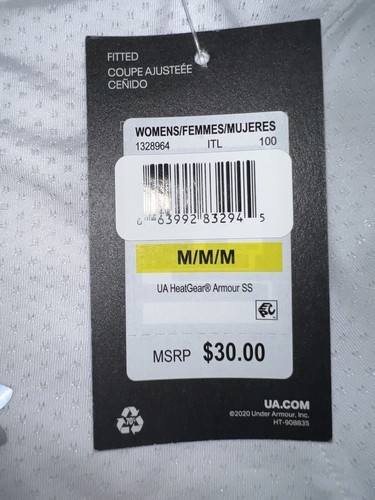 FITTED
COUPE AJUSTEÉE
CEÑIDO
WOMENS/FEMMES/MUJERES
1328964 ITL 100
63992 83294 5
M/M/M
UA HeatGear® Armour SS
MSRP $30.00
UA.COM
©2020 Under Armour, Inc.
HT-908835